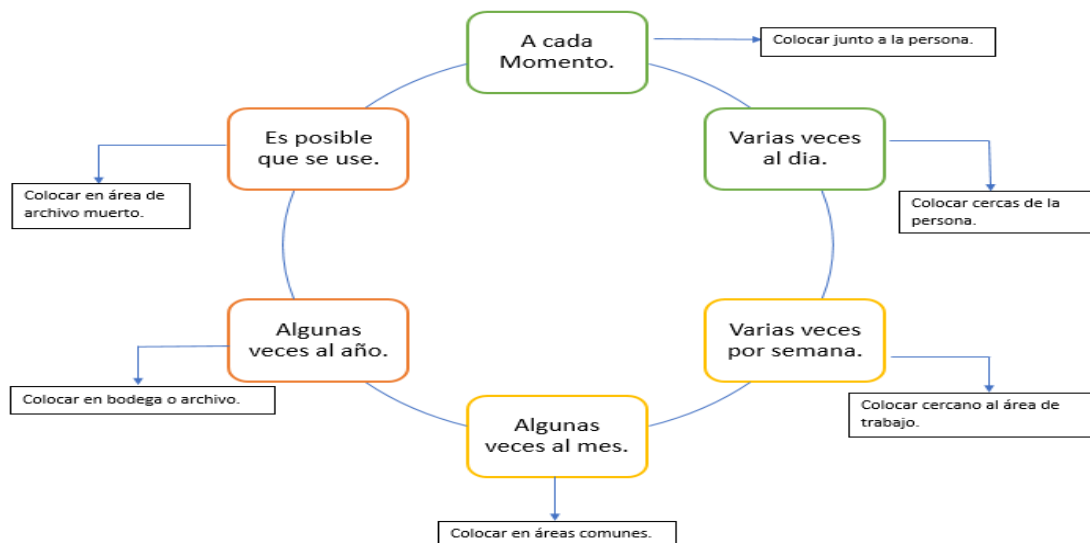 A cada
Momento.
Colocar junto a la persona.
Varias veces
al dia.
Colocar cercas de la
persona.
Varias veces
por semana.
Colocar cercano al área de
trabajo.
Algunas
veces al mes.
Colocar en áreas comunes.
Algunas
veces al año.
Colocar en bodega o archivo.
Es posible
que se use.
Colocar en área de
archivo muerto.